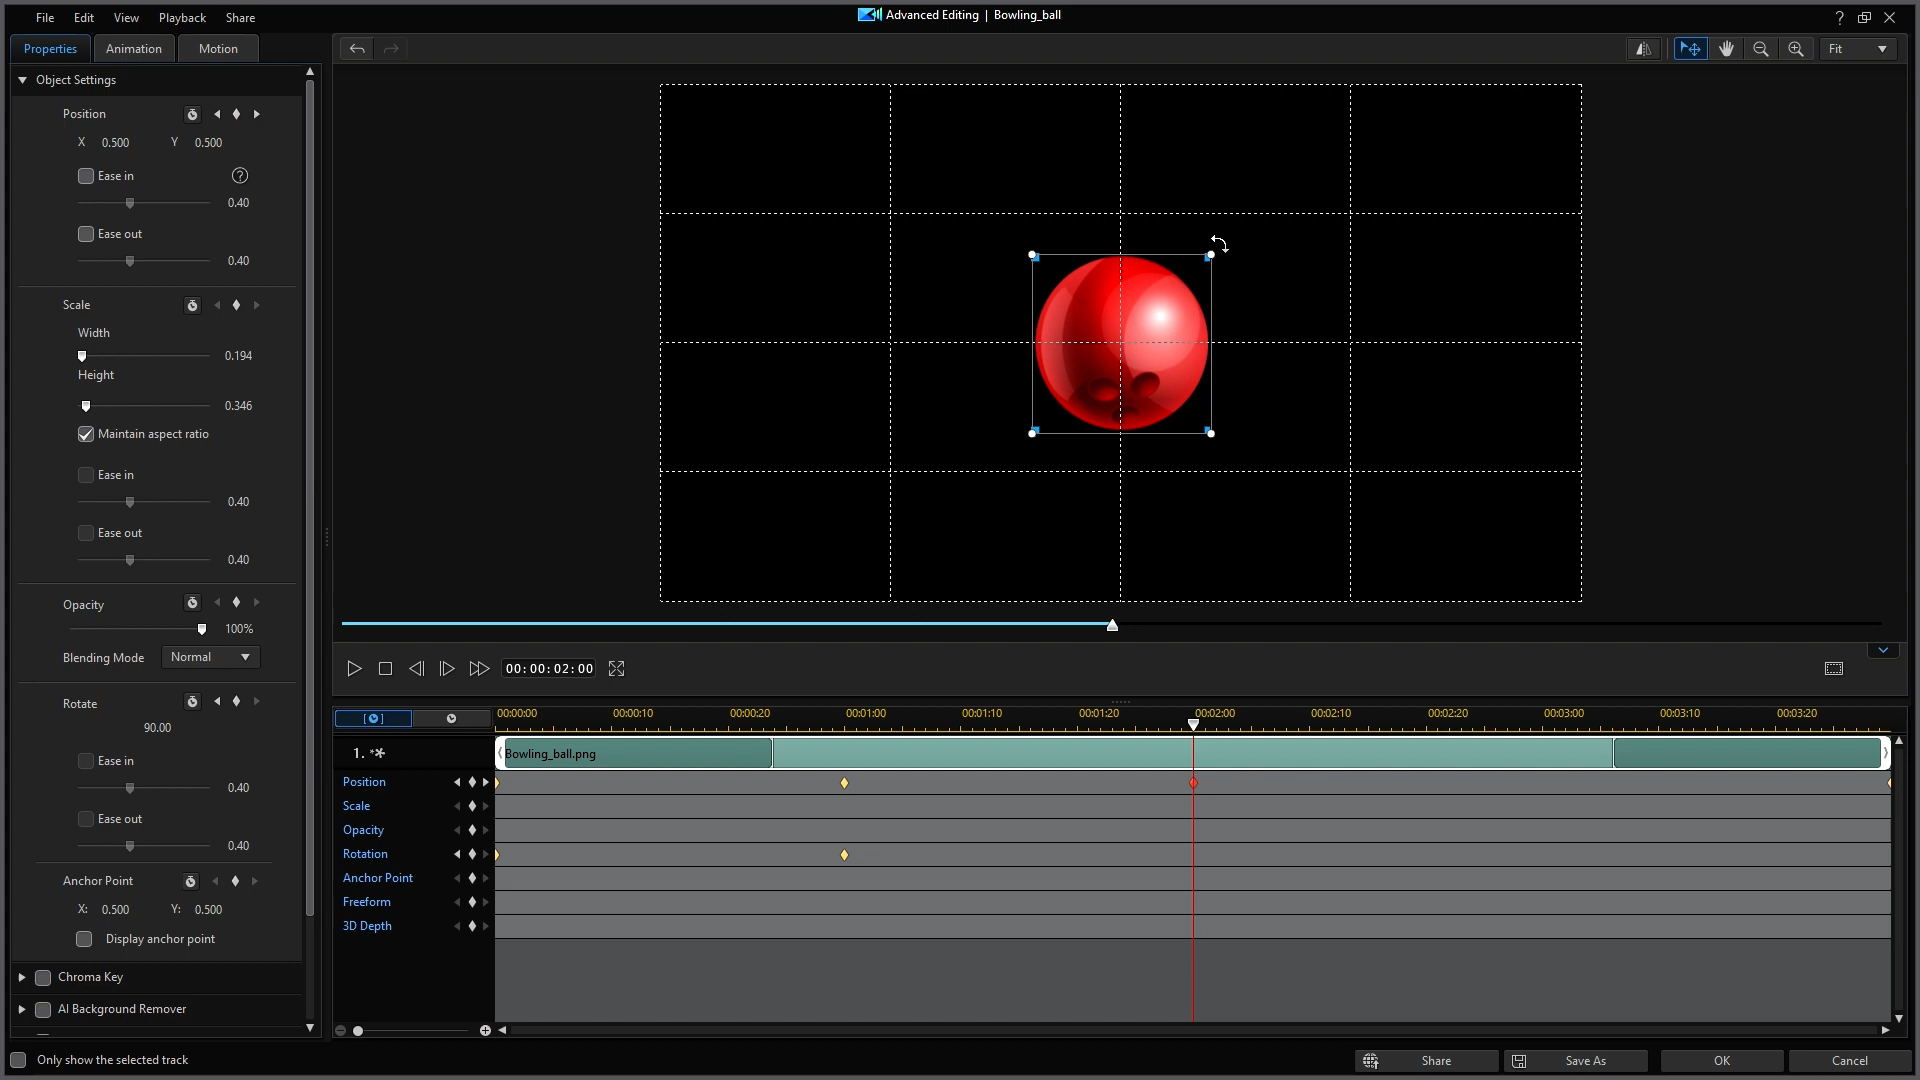 File Edit View Playback Share
Advanced Editing | Bowling_ball
?
Properties Animation Motion
Fit
Object Settings
Position
X 0.500 Y 0.500
Ease in ?
0.40
Ease out
0.40
Scale
Width
0.194
Height
0.346
Maintain aspect ratio
Ease in
0.40
Ease out
0.40
Opacity
100%
Blending Mode Normal
Rotate
90.00
Ease in
0.40
Ease out
0.40
Anchor Point
X: 0.500 Y: 0.500
Display anchor point
Chroma Key
AI Background Remover
00:00:02:00
00:00:00 00:00:10 00:00:20 00:01:00 00:01:10 00:01:20 00:02:00 00:02:10 00:02:20 00:03:00 00:03:10 00:03:20
1. Bowling_ball.png
Position
Scale
Opacity
Rotation
Anchor Point
Freeform
3D Depth
Only show the selected track
Share Save As OK Cancel